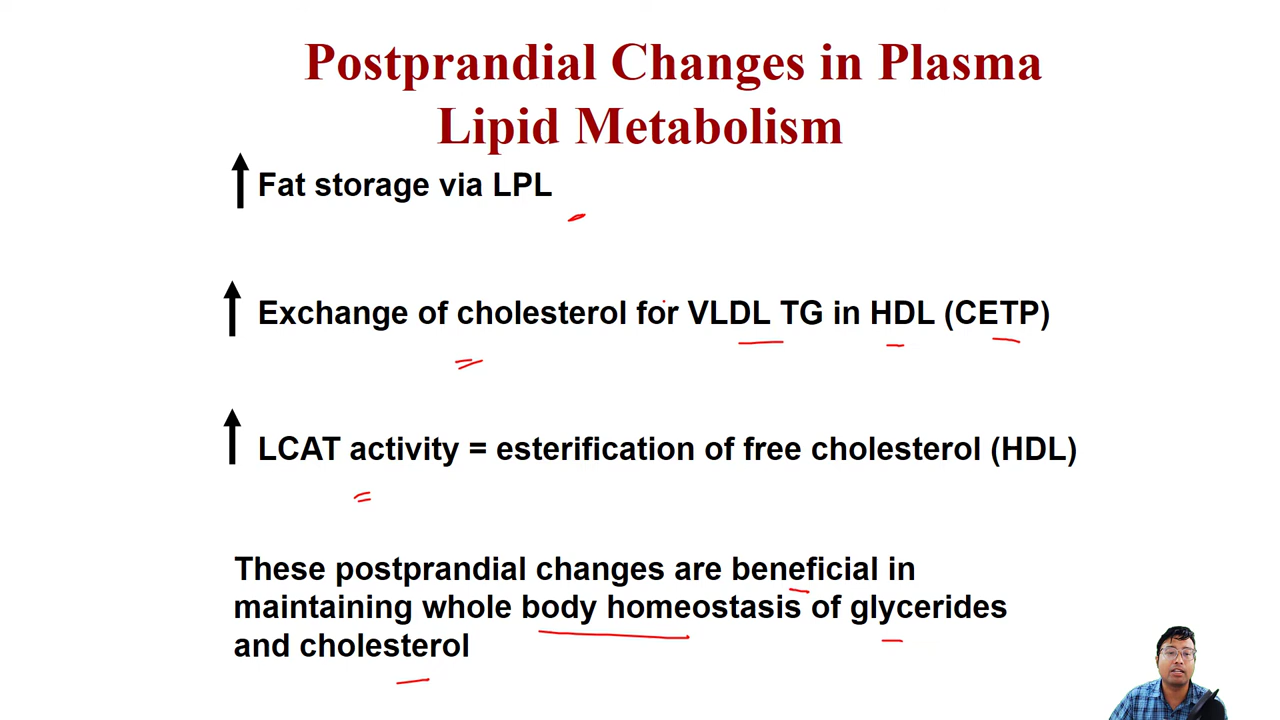 Postprandial Changes in Plasma
Lipid Metabolism
Fat storage via LPL
Exchange of cholesterol for VLDL TG in HDL (CETP)
LCAT activity = esterification of free cholesterol (HDL)
These postprandial changes are beneficial in
maintaining whole body homeostasis of glycerides
and cholesterol